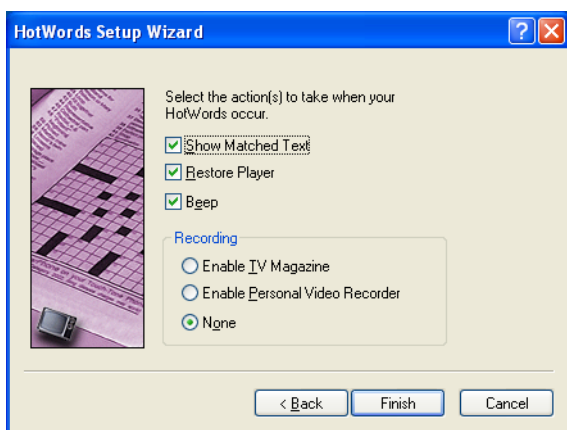 HotWords Setup Wizard
Select the action(s) to take when your
HotWords occur.
Show Matched Text
Restore Player
Beep
Recording
Enable TV Magazine
Enable Personal Video Recorder
None
< Back
Finish
Cancel